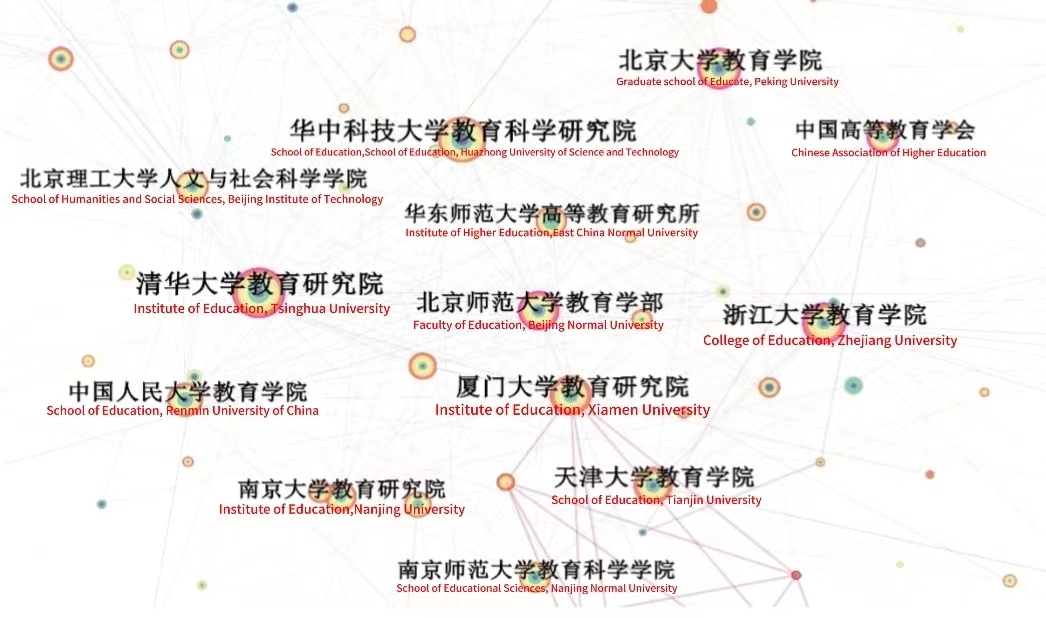 北京大学教育学院
Graduate school of Educate, Peking University
华中科技大学教育科学研究院
School of Education,School of Education, Huazhong University of Science and Technology
中国高等教育学会
Chinese Association of Higher Education
北京理工大学人文与社会科学学院
School of Humanities and Social Sciences, Beijing Institute of Technology
华东师范大学高等教育研究所
Institute of Higher Education,East China Normal University
清华大学教育研究院
Institute of Education, Tsinghua University
北京师范大学教育学部
Faculty of Education, Beijing Normal University
浙江大学教育学院
College of Education, Zhejiang University
中国人民大学教育学院
School of Education, Renmin University of China
厦门大学教育研究院
Institute of Education, Xiamen University
天津大学教育学院
School of Education, Tianjin University
南京大学教育研究院
Institute of Education,Nanjing University
南京师范大学教育科学学院
School of Educational Sciences, Nanjing Normal University